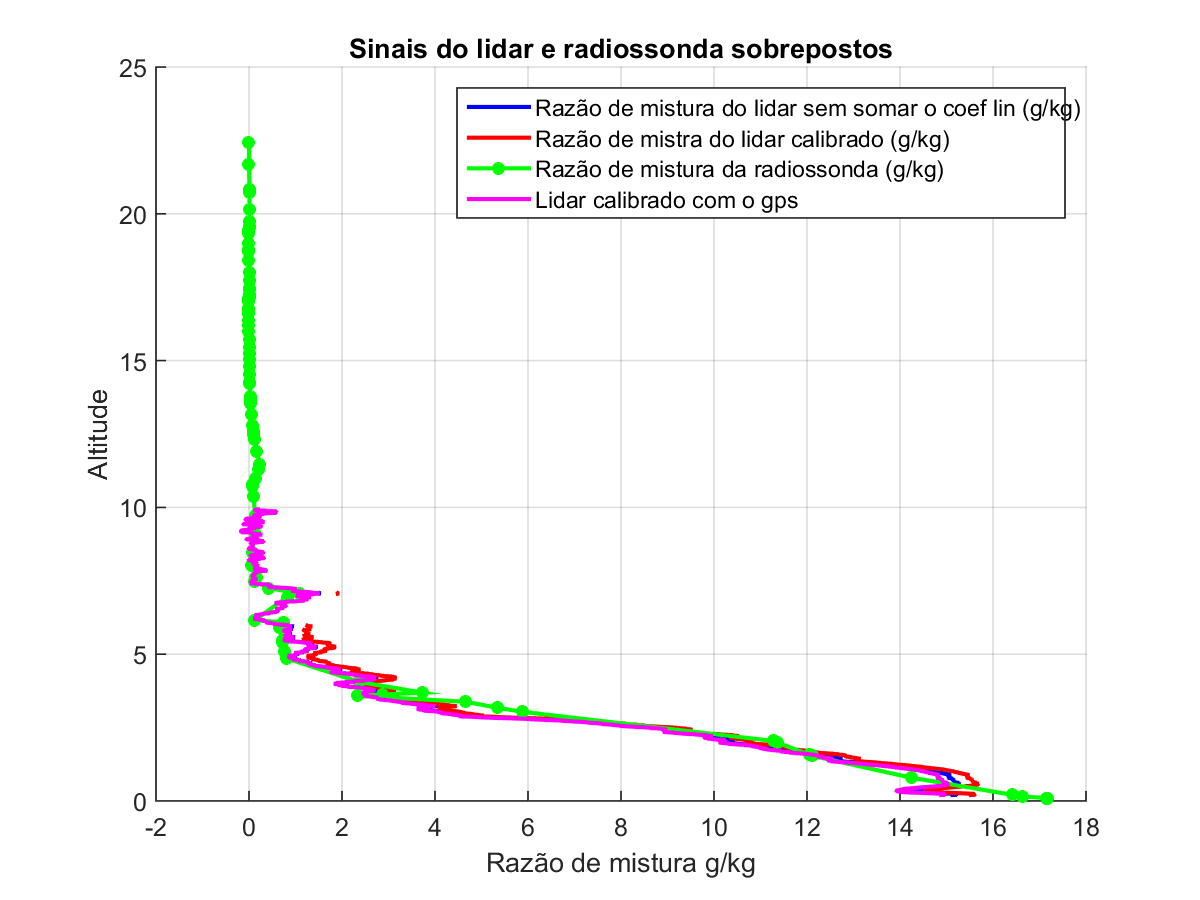 Sinais do lidar e radiossonda sobrepostos
25
Razão de mistura do lidar sem somar o coef lin (g/kg)
Razão de mistra do lidar calibrado (g/kg)
Razão de mistura da radiossonda (g/kg)
Lidar calibrado com o gps
20
15
Altitude
10
5
0
-2 0 2 4 6 8 10 12 14 16 18
Razão de mistura g/kg